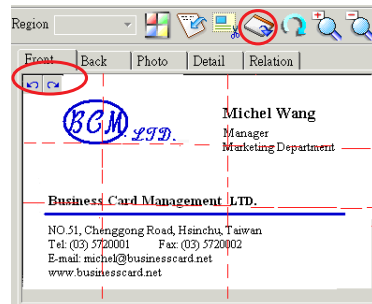 Region
Front Back Photo Detail Relation
BCM. LTD.
Michel Wang
Manager
Marketing Department
Business Card Management LTD.
NO.51, Chenggong Road, Hsinchu, Taiwan
Tel: (03) 5720001 Fax: (03) 5720002
E-mail: michel@businesscard.net
www.businesscard.net